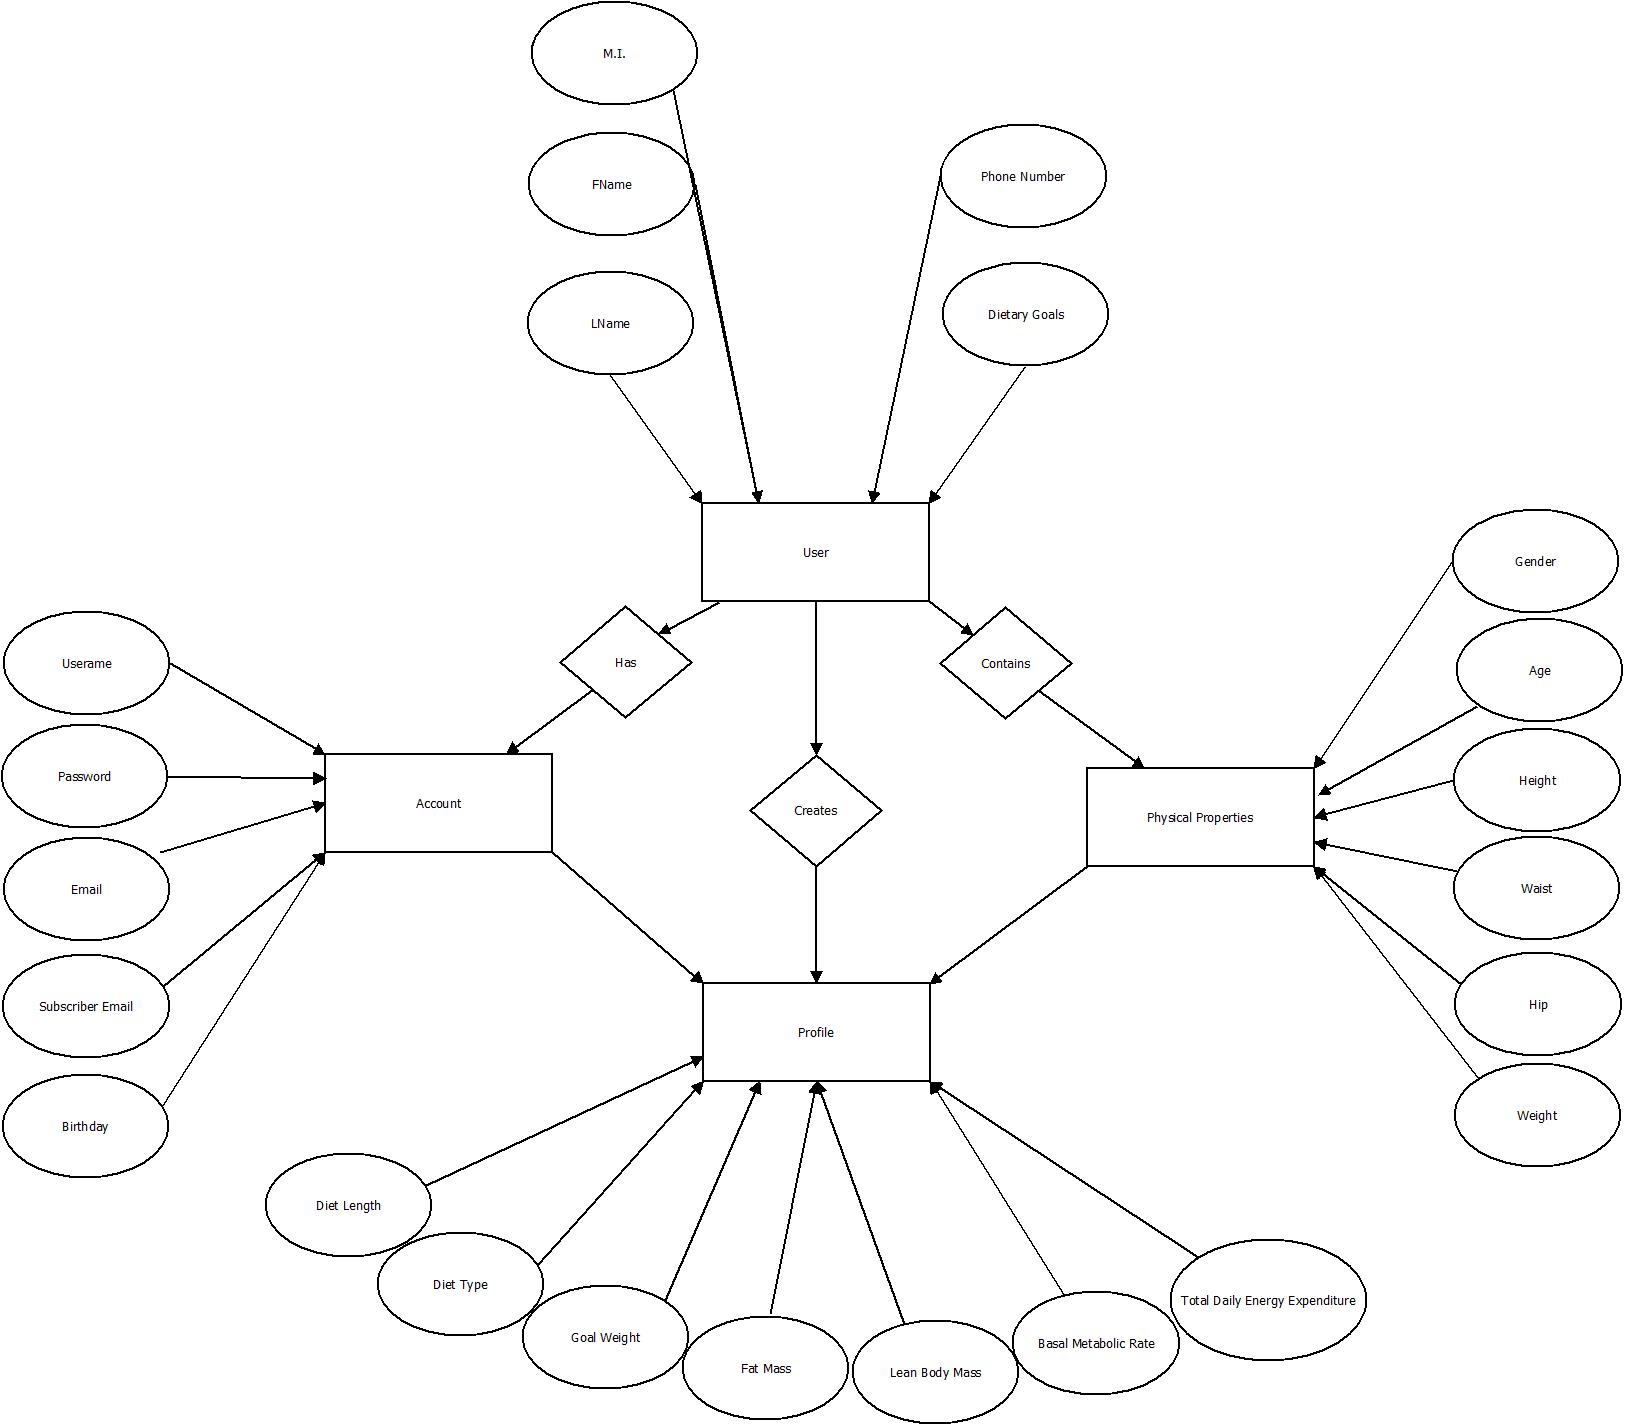 M.I.
FName
Phone Number
LName
Dietary Goals
User
Gender
Has
Contains
Userame
Age
Password
Account
Creates
Physical Properties
Height
Email
Waist
Subscriber Email
Profile
Hip
Birthday
Weight
Diet Length
Diet Type
Goal Weight
Fat Mass
Lean Body Mass
Basal Metabolic Rate
Total Daily Energy Expenditure